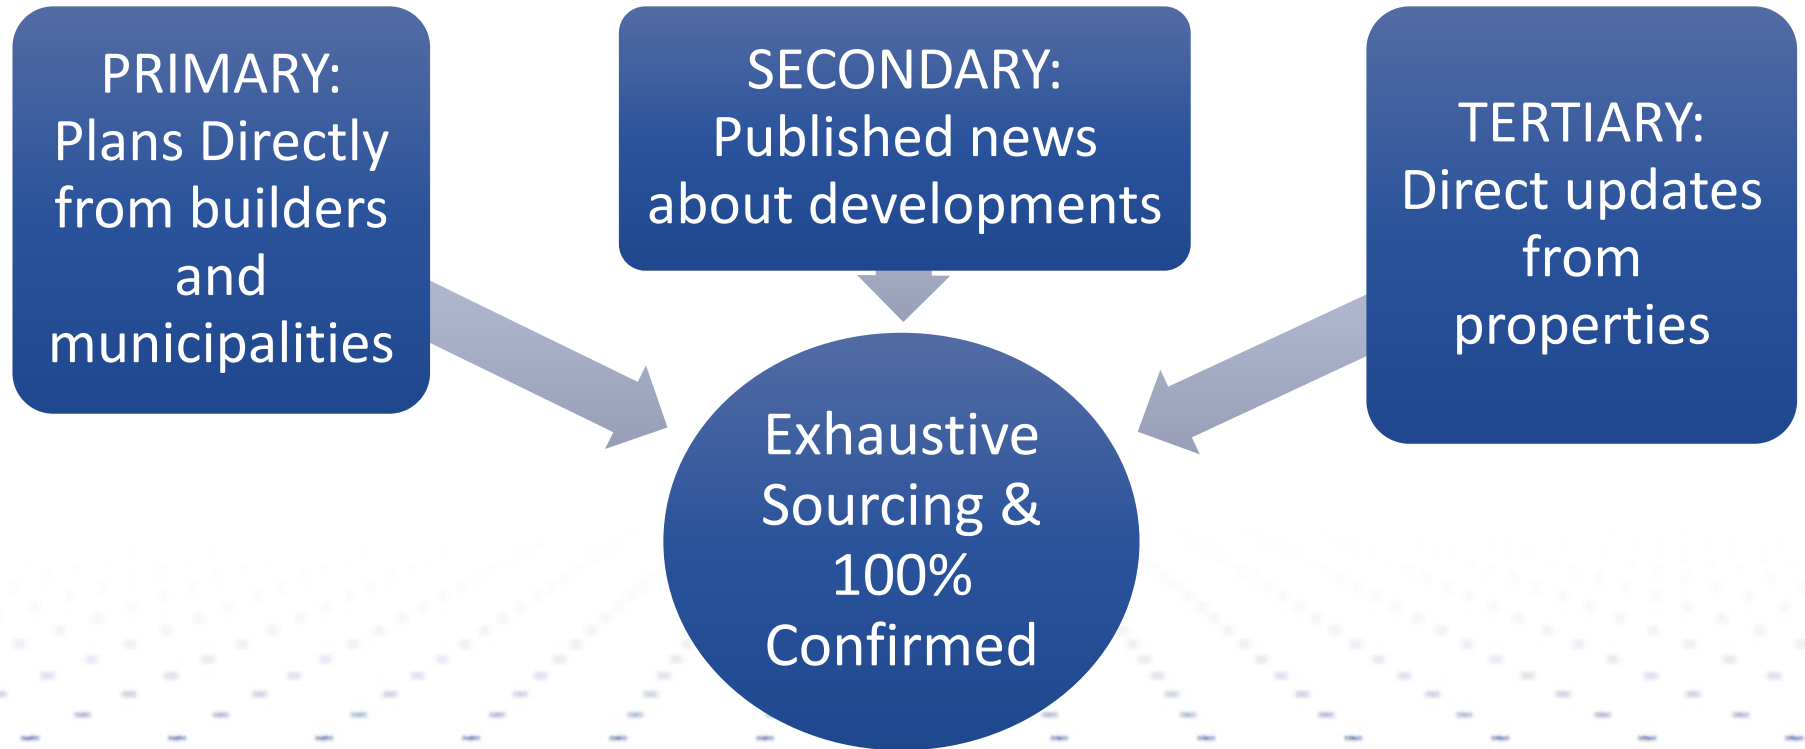 PRIMARY:
Plans Directly
from builders
and
municipalities
SECONDARY:
Published news
about developments
TERTIARY:
Direct updates
from
properties
Exhaustive
Sourcing &
100%
Confirmed